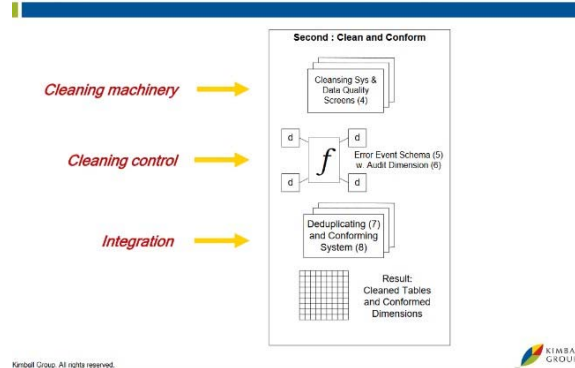 Second : Clean and Conform
Cleaning machinery
Cleansing Sys &
Data Quality
Screens (4)
d
d
Cleaning control
f
Error Event Schema (5)
w. Audit Dimension (6)
d
d
Deduplicating (7)
and Conforming
System (8)
Integration
Result:
Cleaned Tables
and Conformed
Dimensions
Kimball Group. All rights reserved.
KIMBA
GROU